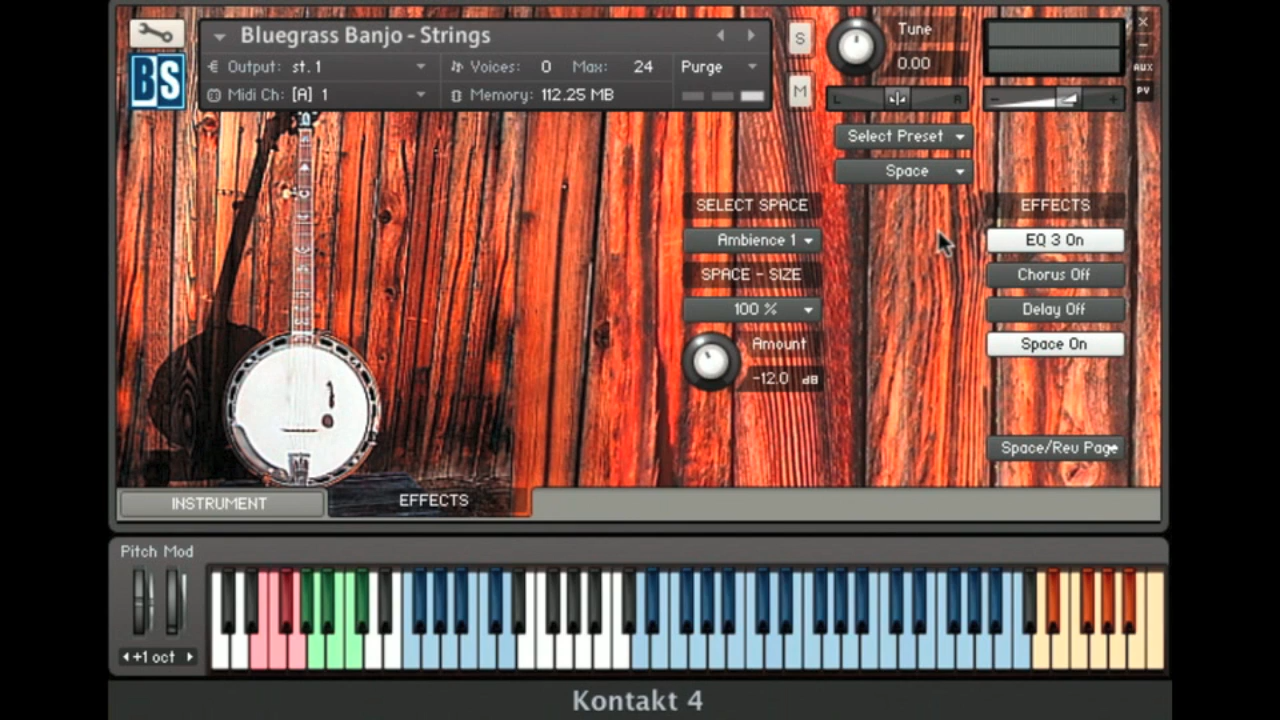 Bluegrass Banjo - Strings
BS
Output: st. 1
Voices: 0 Max: 24
Purge
Midi Ch: [A] 1
Memory: 112.25 MB
S
M
Tune
0.00
L R
- +
AUX
PV
Select Preset
Space
SELECT SPACE
Ambience 1
SPACE - SIZE
100 %
Amount
-12.0 dB
EFFECTS
EQ 3 On
Chorus Off
Delay Off
Space On
Space/Rev Page
INSTRUMENT
EFFECTS
Pitch Mod
+1 oct
Kontakt 4